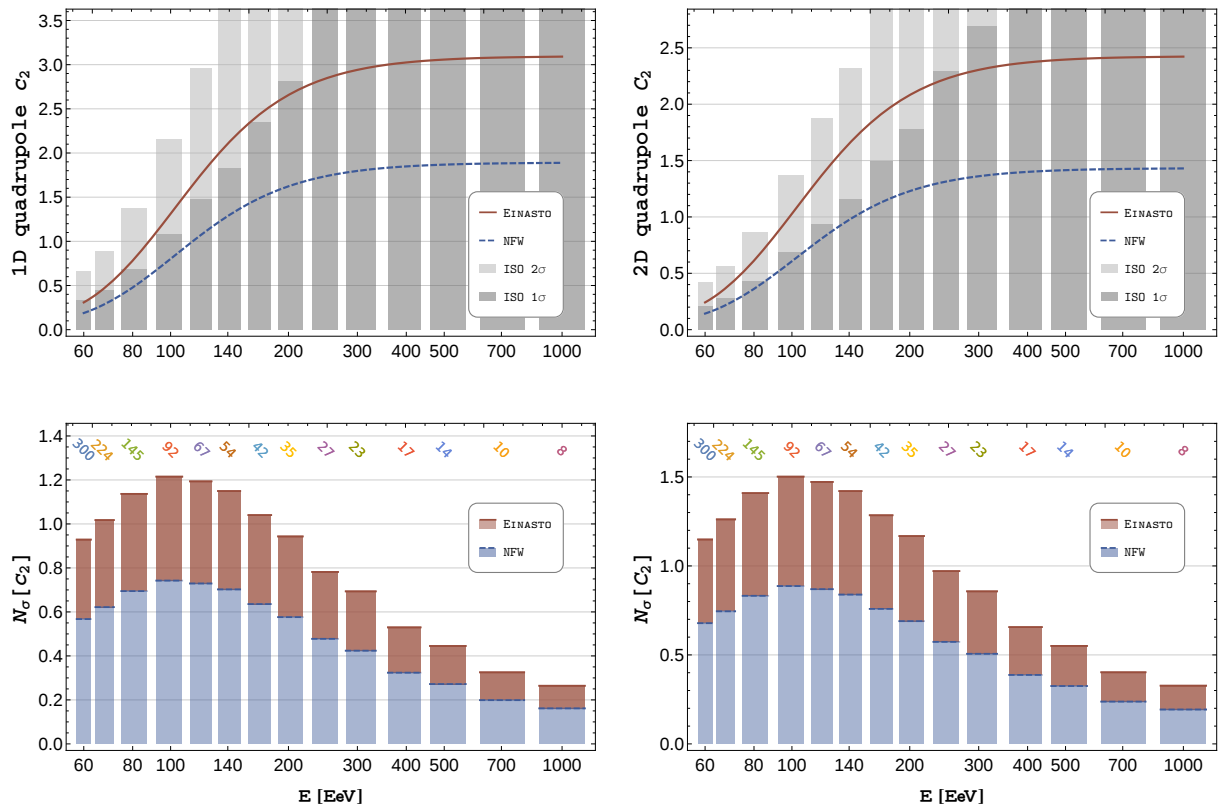 1D quadrupole c₂
3.5
3.0
2.5
2.0
1.5
1.0
0.5
0.0
60 80 100 140 200 300 400 500 700 1000
EINASTO
NFW
ISO 2σ
ISO 1σ
2D quadrupole C₂
2.5
2.0
1.5
1.0
0.5
0.0
60 80 100 140 200 300 400 500 700 1000
EINASTO
NFW
ISO 2σ
ISO 1σ
Nσ[c₂]
1.4
1.2
1.0
0.8
0.6
0.4
0.2
0.0
300 224 145 92 67 54 42 35 27 23 17 14 10 8
EINASTO
NFW
60 80 100 140 200 300 400 500 700 1000
E [EeV]
Nσ[C₂]
1.5
1.0
0.5
0.0
300 224 145 92 67 54 42 35 27 23 17 14 10 8
EINASTO
NFW
60 80 100 140 200 300 400 500 700 1000
E [EeV]